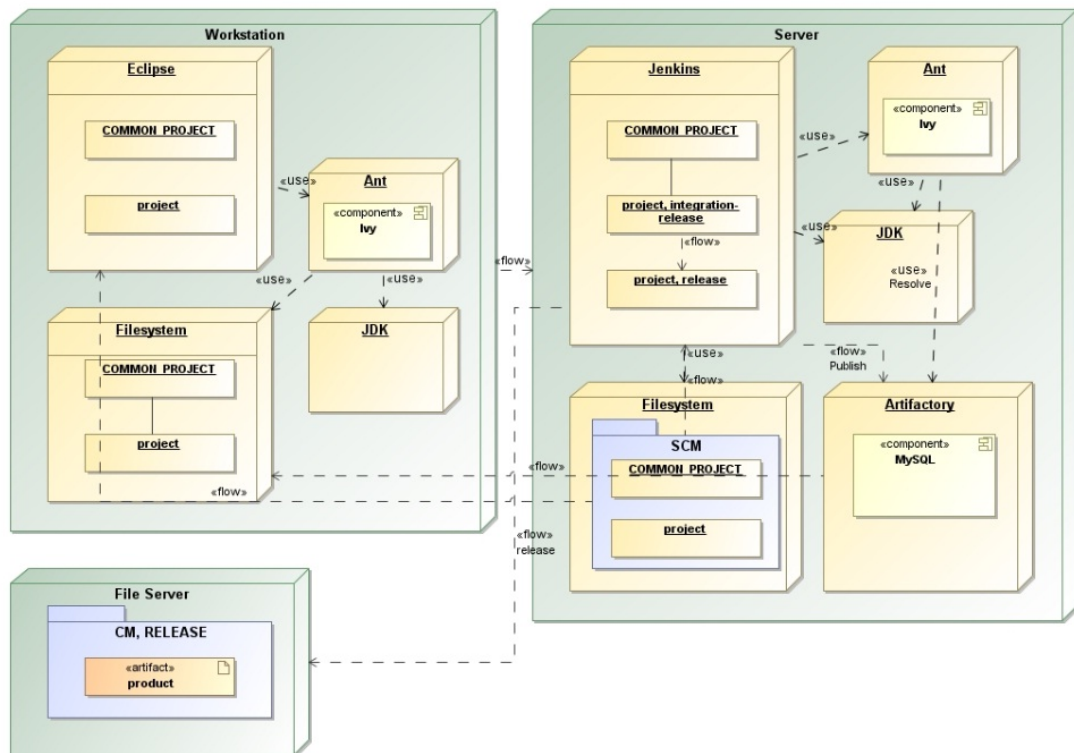 Workstation
Eclipse
COMMON PROJECT
project
«use»
Ant
«component»
Ivy
«use»
«use»
Filesystem
COMMON PROJECT
project
JDK
«flow»
Server
Jenkins
COMMON PROJECT
project, integration-
release
«flow»
project, release
«use»
Ant
«component»
Ivy
«use»
«use»
JDK
«use»
Resolve
«use»
«flow»
«flow»
Publish
Filesystem
SCM
COMMON PROJECT
project
Artifactory
«component»
MySQL
«flow»
«flow»
«flow»
release
File Server
CM, RELEASE
«artifact»
product